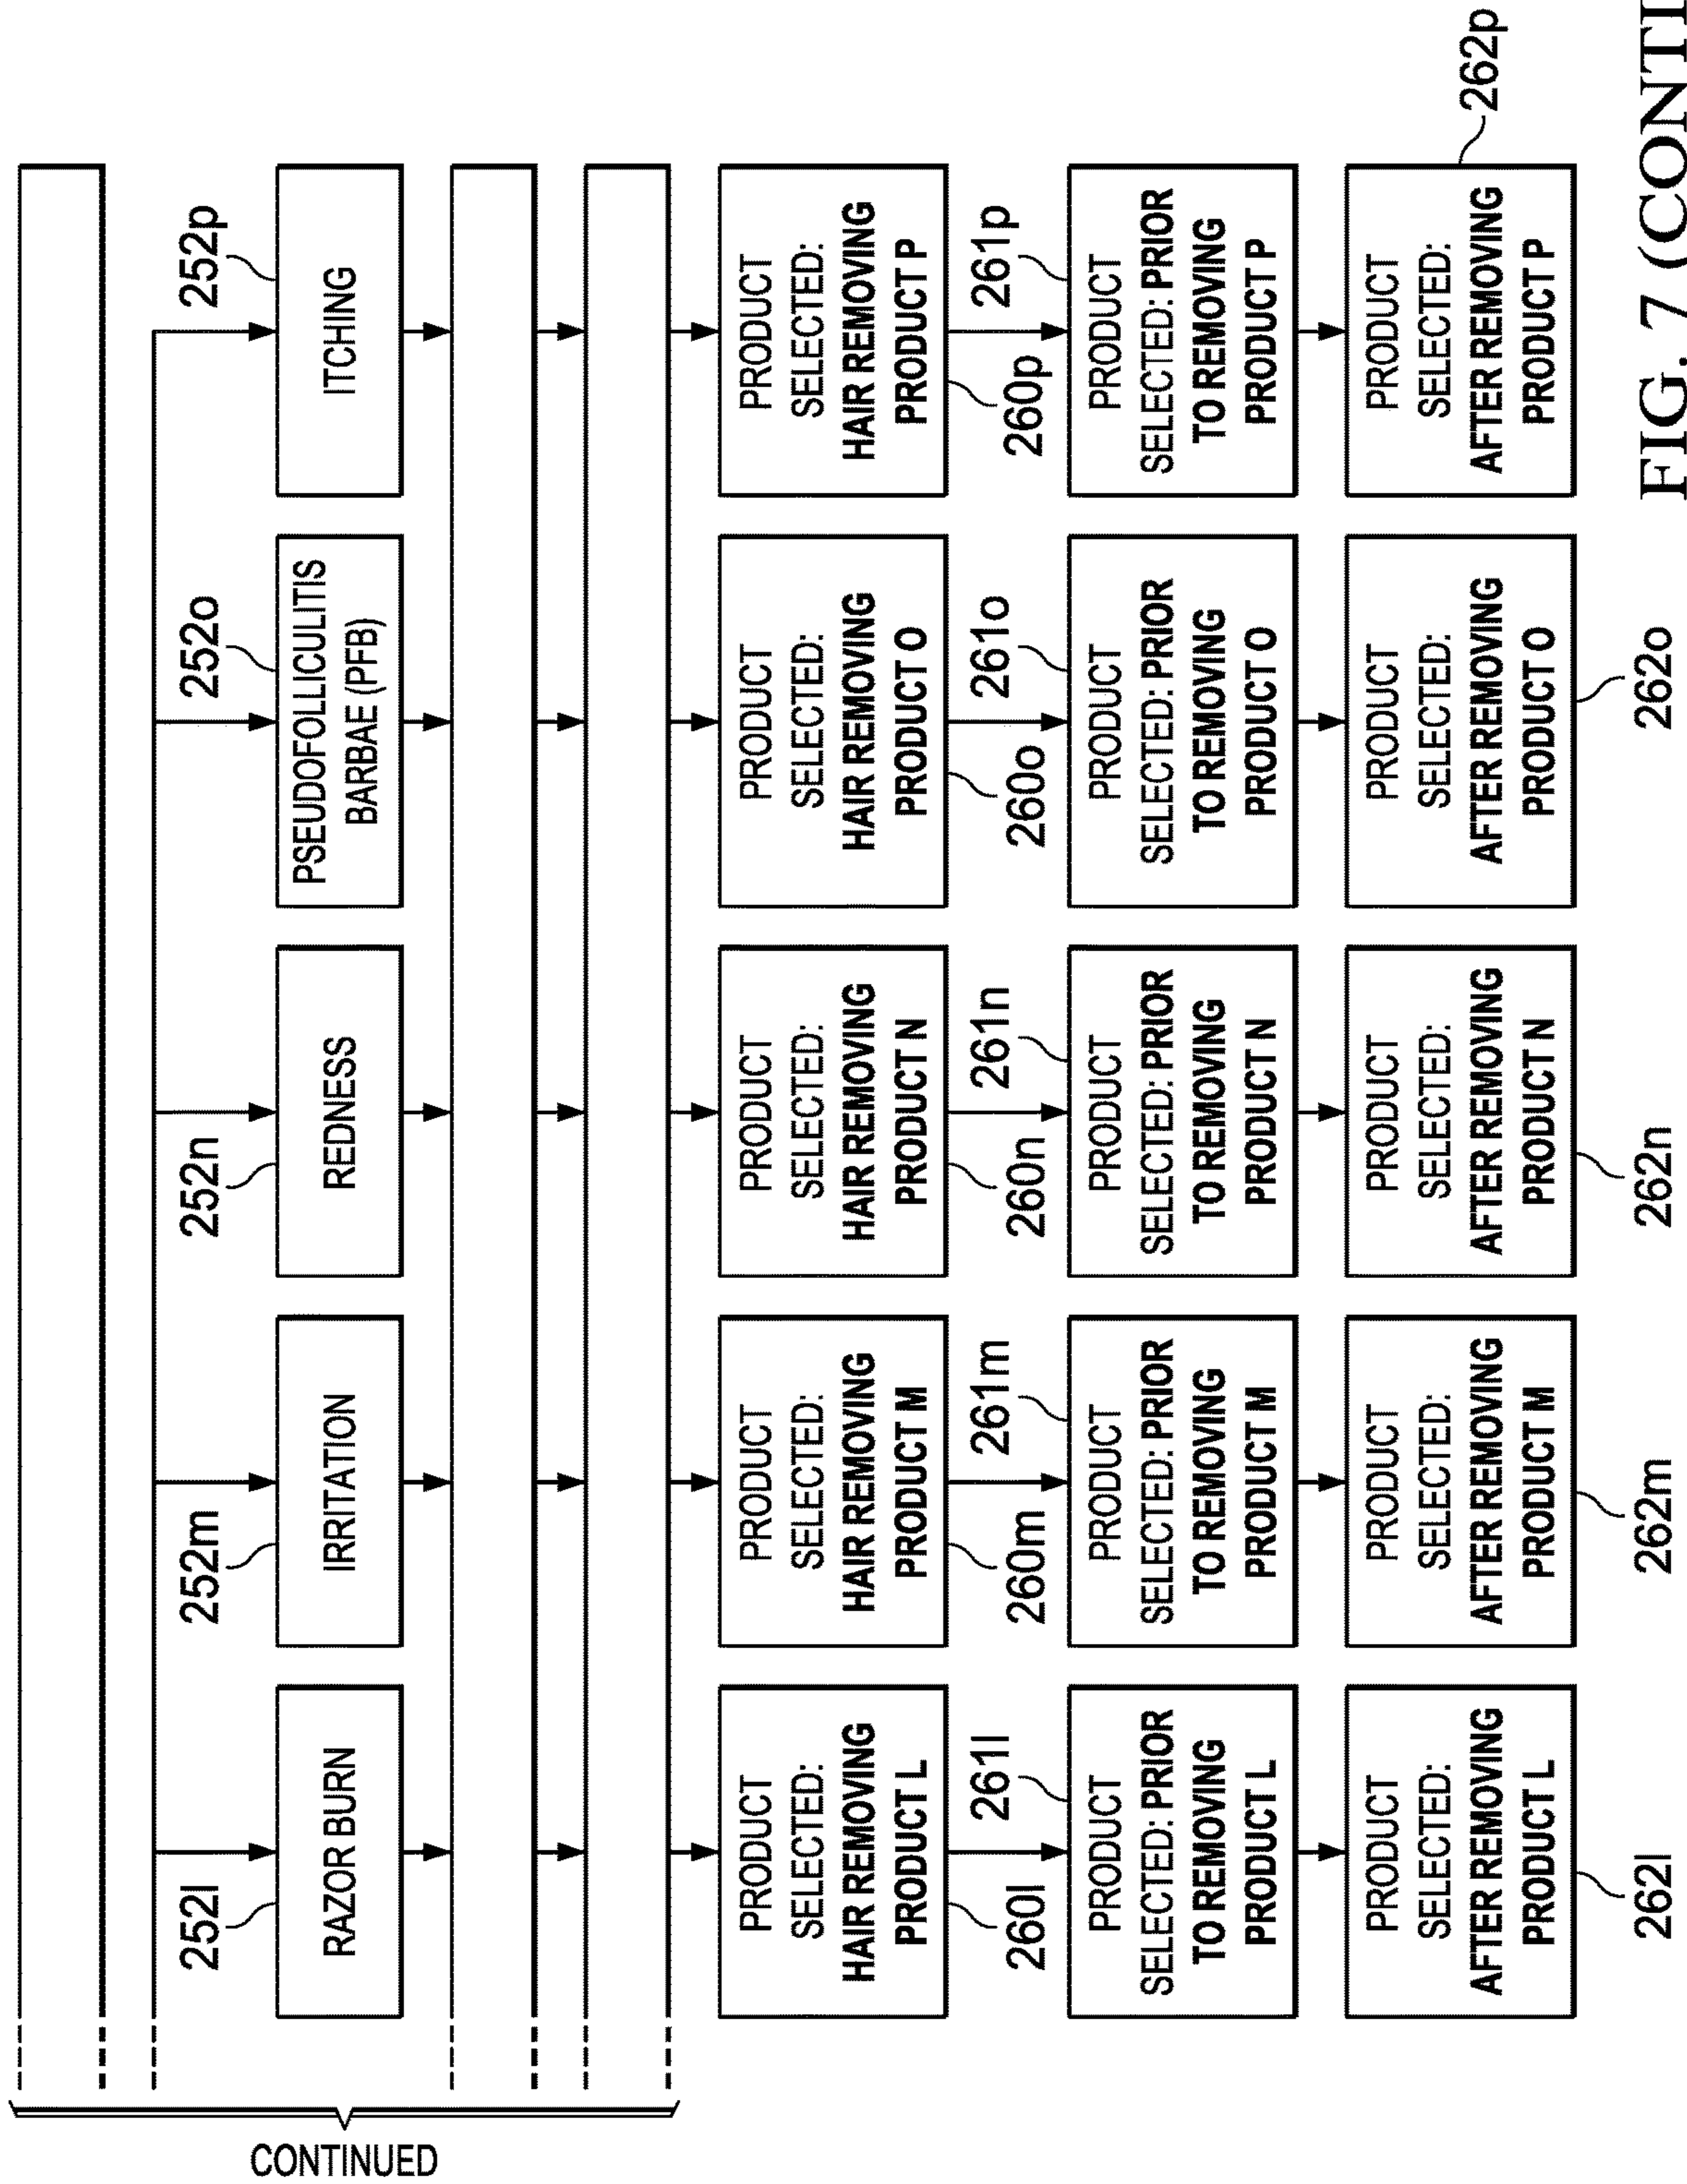 CONTINUED
252l
252m
252n
252o
252p
RAZOR BURN
IRRITATION
REDNESS
PSEUDOFOLLICULITIS
BARBAE (PFB)
ITCHING
PRODUCT
SELECTED:
HAIR REMOVING
PRODUCT L
PRODUCT
SELECTED:
HAIR REMOVING
PRODUCT M
PRODUCT
SELECTED:
HAIR REMOVING
PRODUCT N
PRODUCT
SELECTED:
HAIR REMOVING
PRODUCT O
PRODUCT
SELECTED:
HAIR REMOVING
PRODUCT P
260l
261l
260m
261m
260n
261n
260o
261o
260p
261p
PRODUCT
SELECTED: PRIOR
TO REMOVING
PRODUCT L
PRODUCT
SELECTED: PRIOR
TO REMOVING
PRODUCT M
PRODUCT
SELECTED: PRIOR
TO REMOVING
PRODUCT N
PRODUCT
SELECTED: PRIOR
TO REMOVING
PRODUCT O
PRODUCT
SELECTED: PRIOR
TO REMOVING
PRODUCT P
PRODUCT
SELECTED:
AFTER REMOVING
PRODUCT L
PRODUCT
SELECTED:
AFTER REMOVING
PRODUCT M
PRODUCT
SELECTED:
AFTER REMOVING
PRODUCT N
PRODUCT
SELECTED:
AFTER REMOVING
PRODUCT O
PRODUCT
SELECTED:
AFTER REMOVING
PRODUCT P
262l
262m
262n
262o
262p
FIG. 7 (CONTI